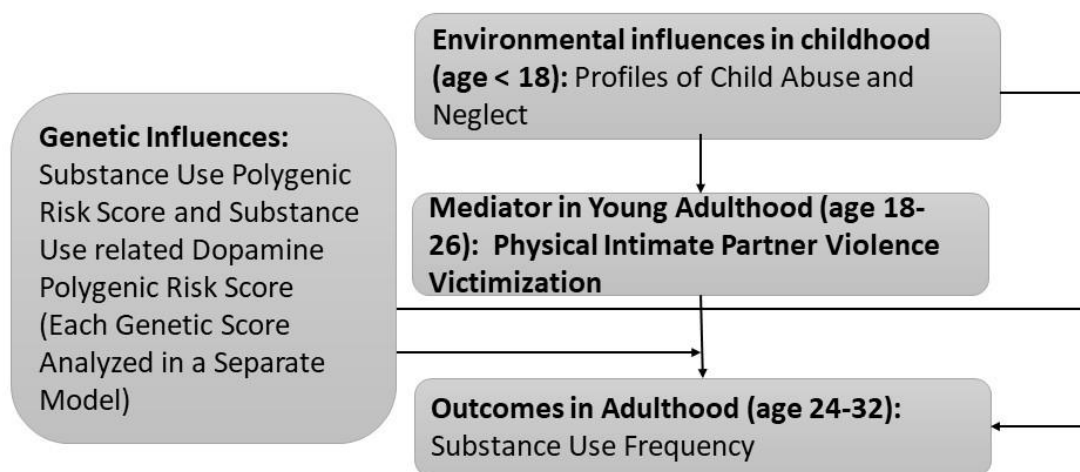 Environmental influences in childhood
(age < 18): Profiles of Child Abuse and
Neglect
Genetic Influences:
Substance Use Polygenic
Risk Score and Substance
Use related Dopamine
Polygenic Risk Score
(Each Genetic Score
Analyzed in a Separate
Model)
Mediator in Young Adulthood (age 18-
26): Physical Intimate Partner Violence
Victimization
Outcomes in Adulthood (age 24-32):
Substance Use Frequency